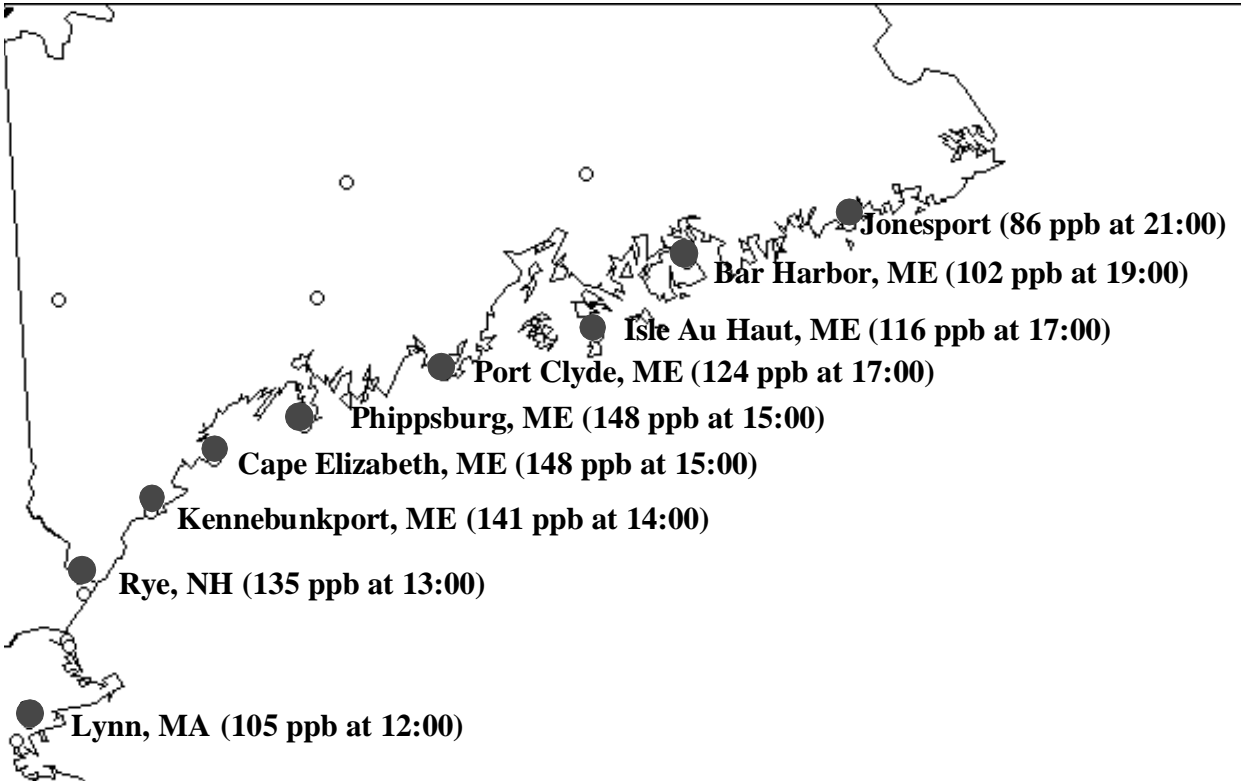 Jonesport (86 ppb at 21:00)
Bar Harbor, ME (102 ppb at 19:00)
Isle Au Haut, ME (116 ppb at 17:00)
Port Clyde, ME (124 ppb at 17:00)
Phippsburg, ME (148 ppb at 15:00)
Cape Elizabeth, ME (148 ppb at 15:00)
Kennebunkport, ME (141 ppb at 14:00)
Rye, NH (135 ppb at 13:00)
Lynn, MA (105 ppb at 12:00)